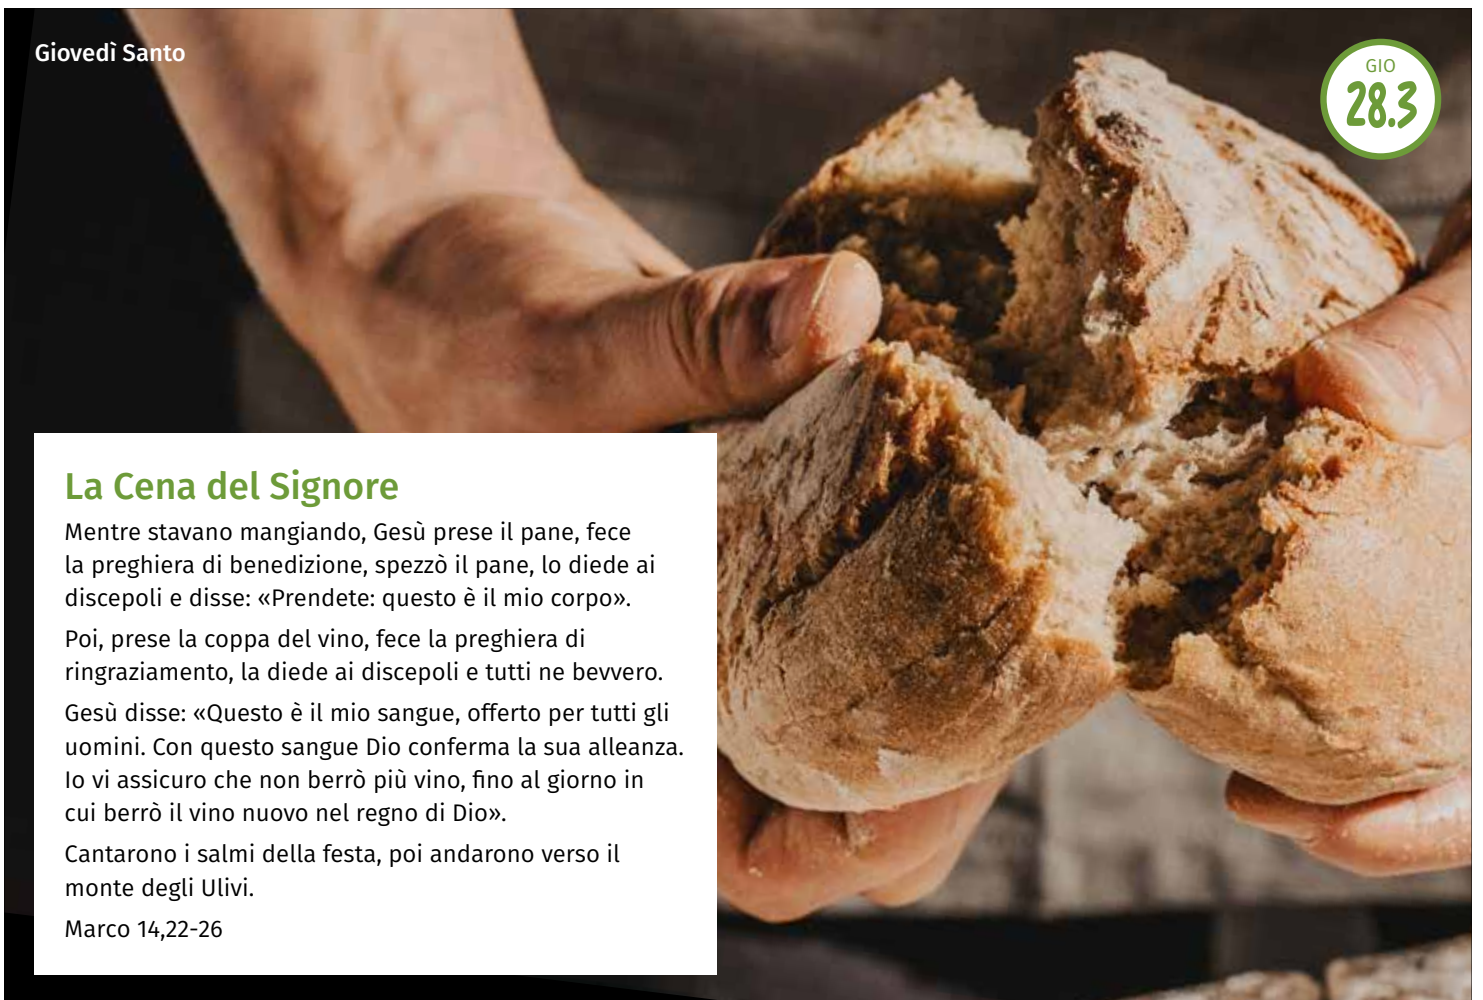 Giovedì Santo
GIO
28.3
La Cena del Signore
Mentre stavano mangiando, Gesù prese il pane, fece
la preghiera di benedizione, spezzò il pane, lo diede ai
discepoli e disse: «Prendete: questo è il mio corpo».
Poi, prese la coppa del vino, fece la preghiera di
ringraziamento, la diede ai discepoli e tutti ne bevvero.
Gesù disse: «Questo è il mio sangue, offerto per tutti gli
uomini. Con questo sangue Dio conferma la sua alleanza.
Io vi assicuro che non berrò più vino, fino al giorno in
cui berrò il vino nuovo nel regno di Dio».
Cantarono i salmi della festa, poi andarono verso il
monte degli Ulivi.
Marco 14,22-26